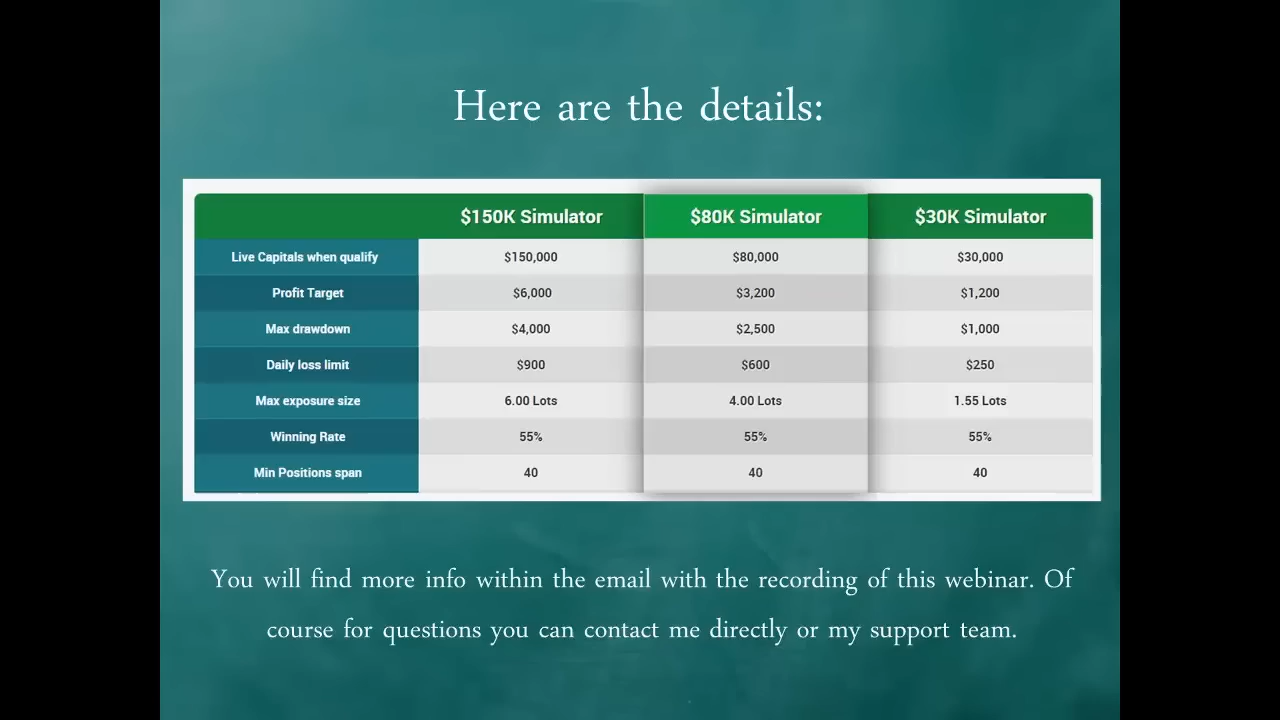 Here are the details:
$150K Simulator $80K Simulator $30K Simulator
Live Capitals when qualify $150,000 $80,000 $30,000
Profit Target $6,000 $3,200 $1,200
Max drawdown $4,000 $2,500 $1,000
Daily loss limit $900 $600 $250
Max exposure size 6.00 Lots 4.00 Lots 1.55 Lots
Winning Rate 55% 55% 55%
Min Positions span 40 40 40
You will find more info within the email with the recording of this webinar. Of
course for questions you can contact me directly or my support team.